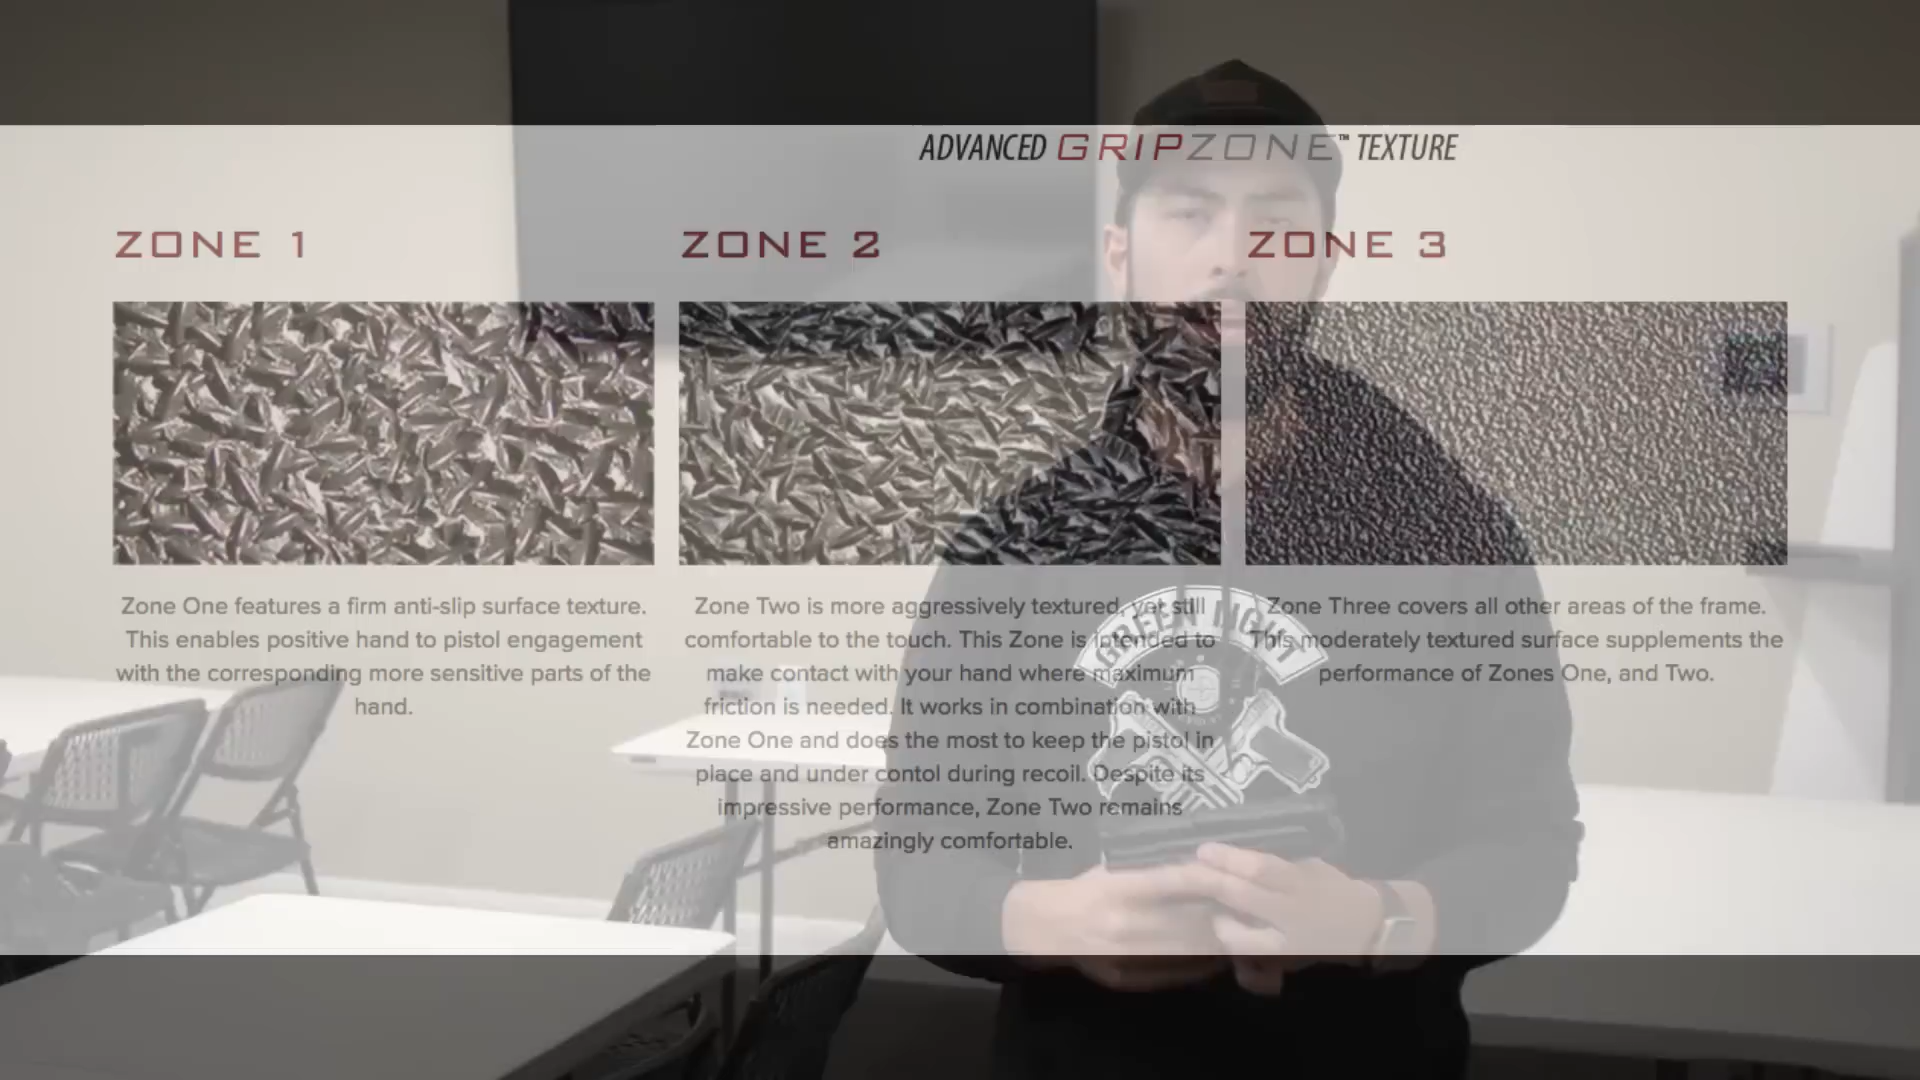 ADVANCED GRIPZONE™ TEXTURE
ZONE 1
Zone One features a firm anti-slip surface texture.
This enables positive hand to pistol engagement
with the corresponding more sensitive parts of the
hand.
ZONE 2
Zone Two is more aggressively textured, yet still
comfortable to the touch. This Zone is intended to
make contact with your hand where maximum
friction is needed. It works in combination with
Zone One and does the most to keep the pistol in
place and under contol during recoil. Despite its
impressive performance, Zone Two remains
amazingly comfortable.
ZONE 3
Zone Three covers all other areas of the frame.
This moderately textured surface supplements the
performance of Zones One, and Two.
GREEN